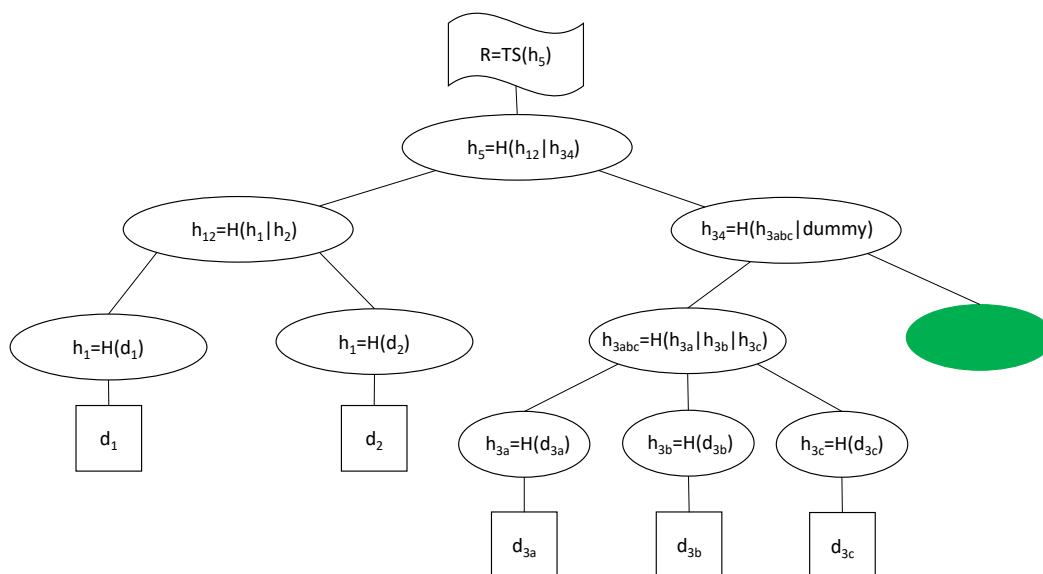 R=TS(h₅)
h₅=H(h₁₂|h₃₄)
h₁₂=H(h₁|h₂)
h₃₄=H(h₃ₐbc|dummy)
h₁=H(d₁)
h₁=H(d₂)
h₃abc=H(h₃a|h₃b|h₃c)
d₁
d₂
h₃a=H(d₃a)
h₃b=H(d₃b)
h₃c=H(d₃c)
d₃a
d₃b
d₃c